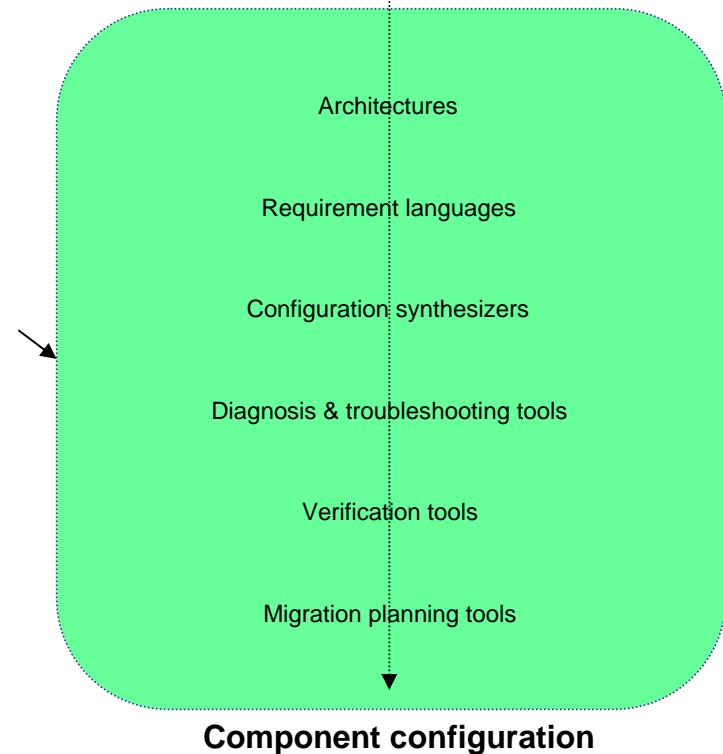 Architectures
Requirement languages
Configuration synthesizers
Diagnosis & troubleshooting tools
Verification tools
Migration planning tools
Component configuration